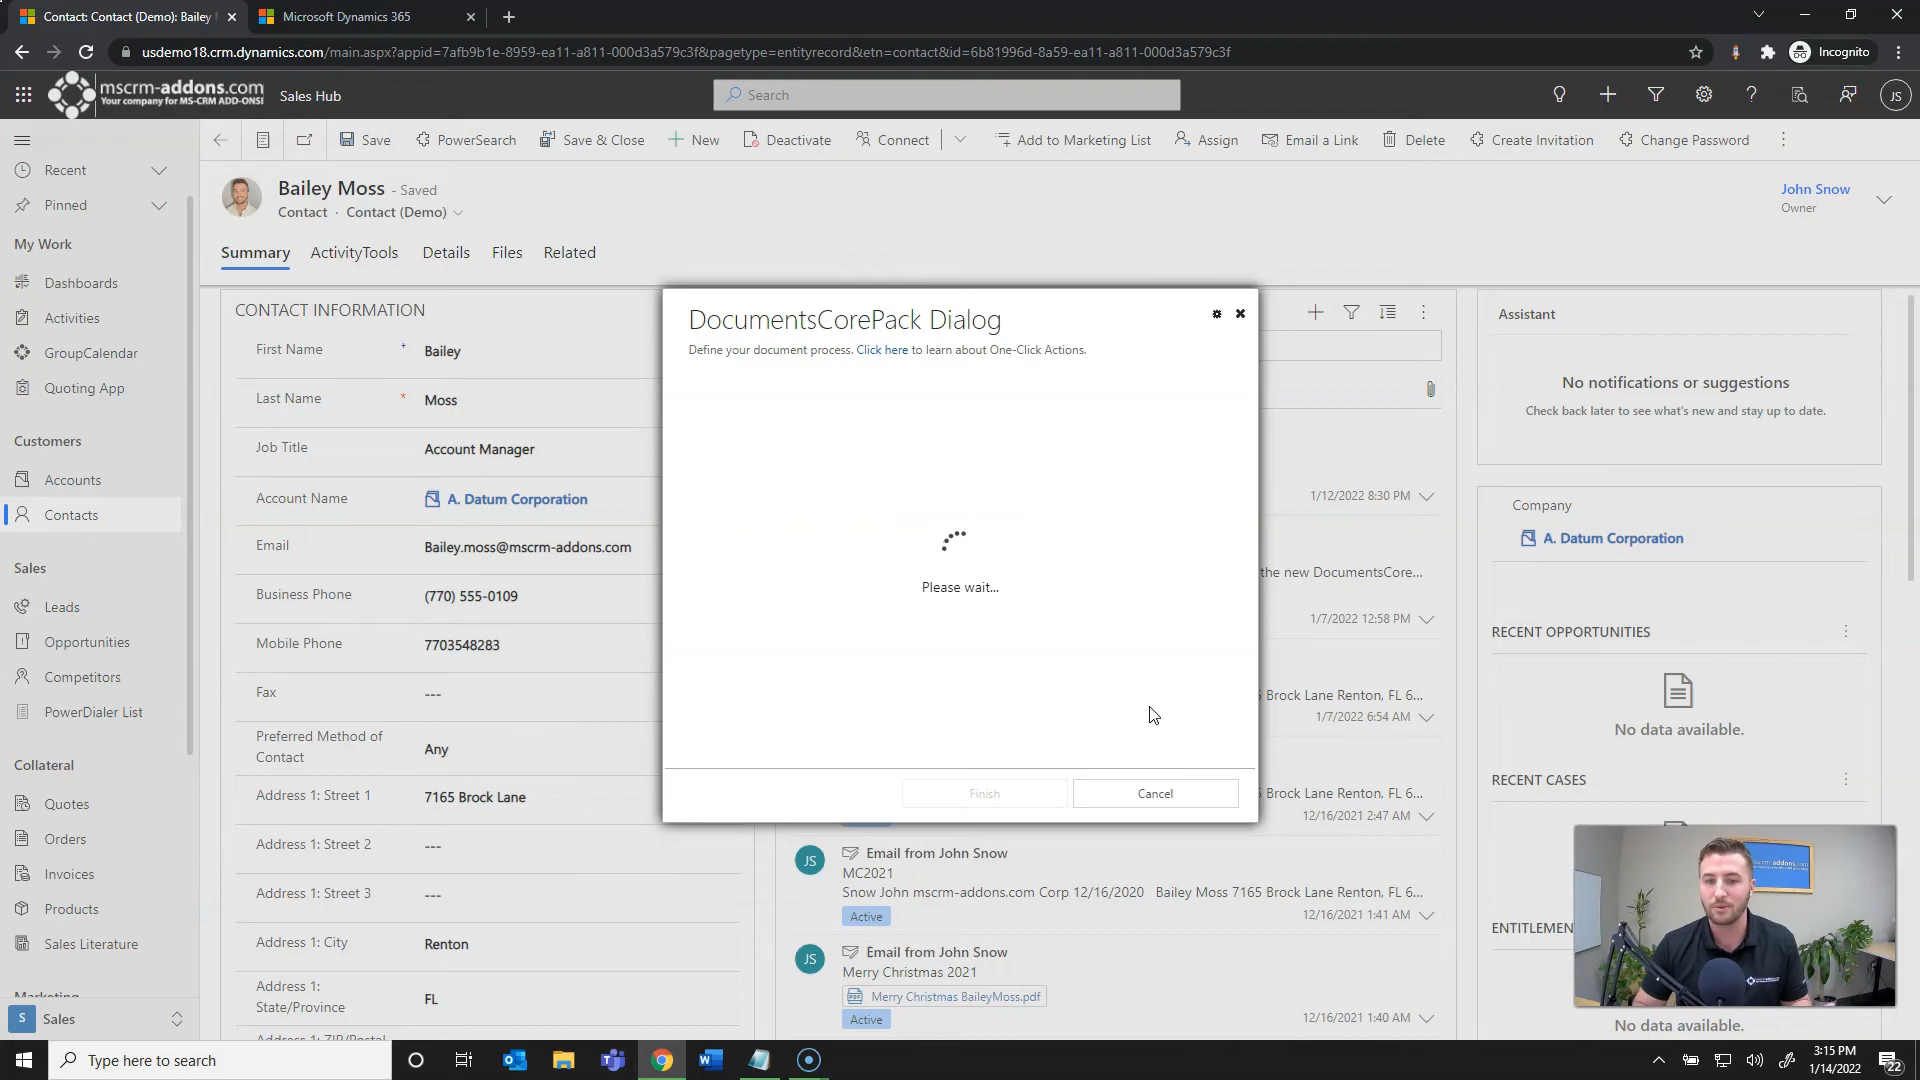 Contact: Contact (Demo): Bailey
Microsoft Dynamics 365
usdemo18.crm.dynamics.com/main.aspx?appid=7afb9b1e-8959-ea11-a811-000d3a579c3f&pagetype=entityrecord&etn=contact&id=6b81996d-8a59-ea11-a811-000d3a579c3f
Incognito
mscrm-addons.com
Your company for MS-CRM ADD-ONS!
Sales Hub
Search
JS
Save
PowerSearch
Save & Close
New
Deactivate
Connect
Add to Marketing List
Assign
Email a Link
Delete
Create Invitation
Change Password
Recent
Pinned
My Work
Dashboards
Activities
GroupCalendar
Quoting App
Customers
Accounts
Contacts
Sales
Leads
Opportunities
Competitors
PowerDialer List
Collateral
Quotes
Orders
Invoices
Products
Sales Literature
Marketing
S Sales
Bailey Moss - Saved
Contact · Contact (Demo)
John Snow
Owner
Summary
ActivityTools
Details
Files
Related
CONTACT INFORMATION
First Name + Bailey
Last Name * Moss
Job Title Account Manager
Account Name A. Datum Corporation
Email Bailey.moss@mscrm-addons.com
Business Phone (770) 555-0109
Mobile Phone 7703548283
Fax ---
Preferred Method of
Contact
Any
Address 1: Street 1 7165 Brock Lane
Address 1: Street 2 ---
Address 1: Street 3 ---
Address 1: City Renton
Address 1:
State/Province
FL
Address 1: ZIP/Postal
DocumentsCorePack Dialog
Define your document process. Click here to learn about One-Click Actions.
Please wait...
Finish
Cancel
1/12/2022 8:30 PM
the new DocumentsCore...
1/7/2022 12:58 PM
Brock Lane Renton, FL 6...
1/7/2022 6:54 AM
Brock Lane Renton, FL 6...
12/16/2021 2:47 AM
JS
Email from John Snow
MC2021
Snow John mscrm-addons.com Corp 12/16/2020 Bailey Moss 7165 Brock Lane Renton, FL 6...
Active
12/16/2021 1:41 AM
JS
Email from John Snow
Merry Christmas 2021
Merry Christmas BaileyMoss.pdf
Active
12/16/2021 1:40 AM
Assistant
No notifications or suggestions
Check back later to see what's new and stay up to date.
Company
A. Datum Corporation
RECENT OPPORTUNITIES
No data available.
RECENT CASES
ENTITLEMEN
No data available.
Type here to search
3:15 PM
1/14/2022
22